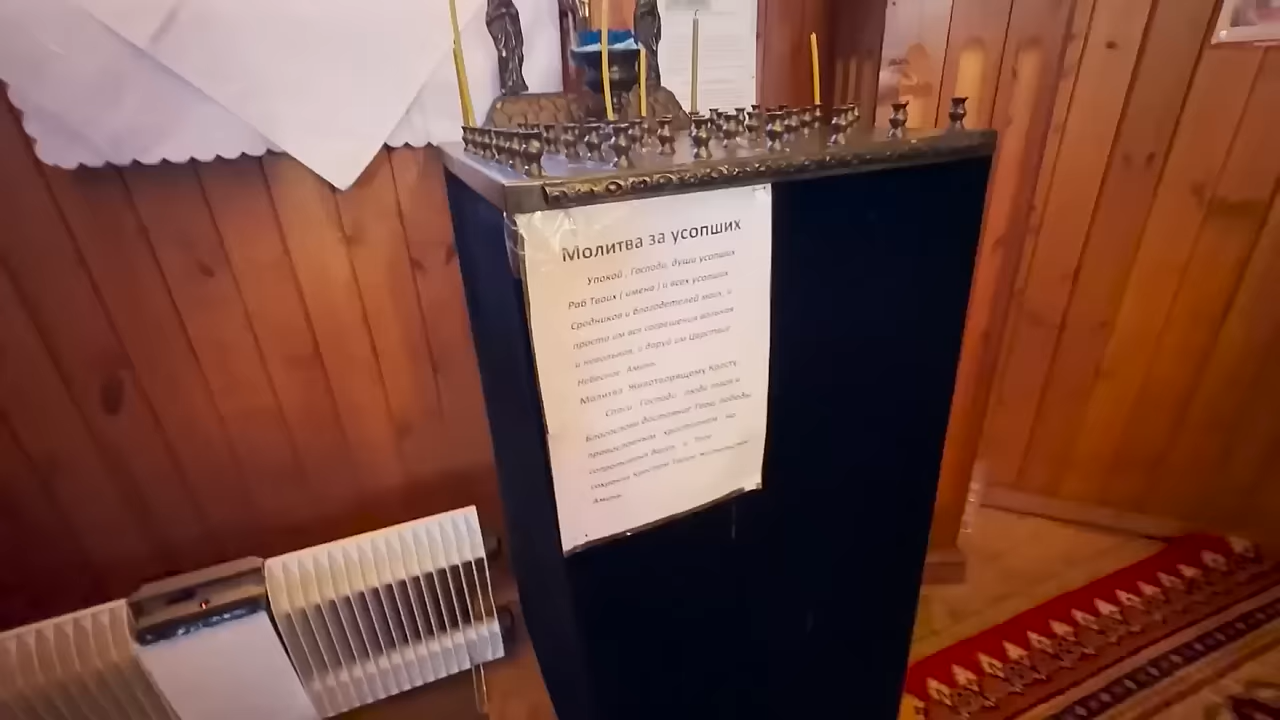 Молитва за усопших
Упокой , Господи, души усопших
Раб Твоих ( имена ) и всех усопших
Сродников и благодетелей моих, и
прости им вся согрешения вольная
и невольная, и даруй им Царствие
Небесное. Аминь.
Молитва Животворящему Кресту.
Спаси Господи люди твоя и
Благослови достояние Твое, победы
православным христианом на
сопротивныя даруя и Твое
сохраняя Крестом Твоим жительство.
Аминь.